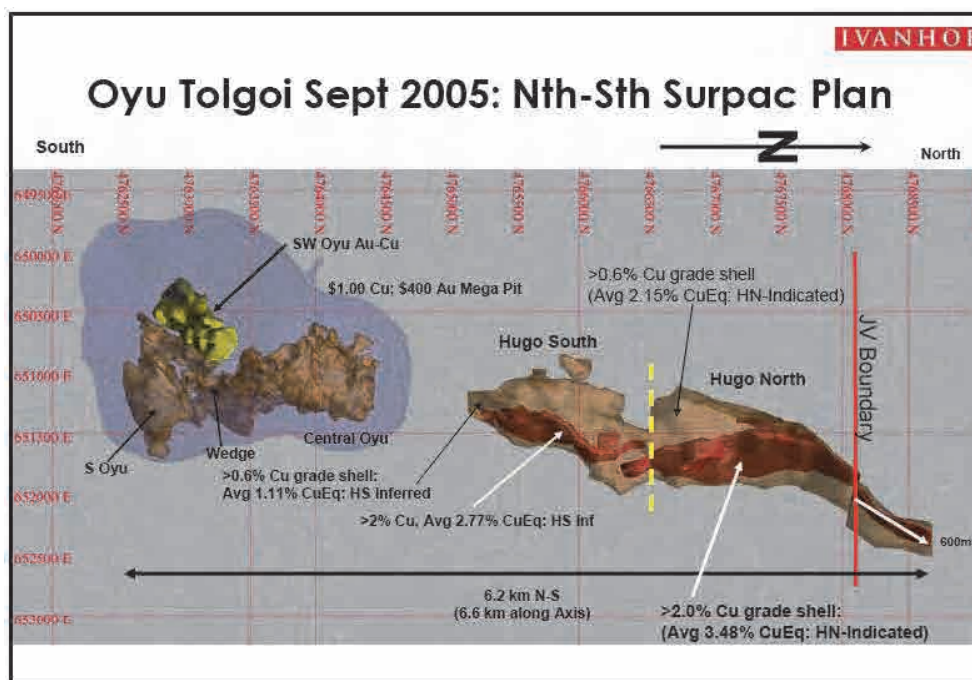 IVANHOE
Oyu Tolgoi Sept 2005: Nth-Sth Surpac Plan
South
N
North
4762000 N
4762500 N
4763000 N
4763500 N
4764000 N
4764500 N
4765000 N
4765500 N
4766000 N
4766500 N
4767000 N
4767500 N
4768000 N
4768500 N
649500 E
650000 E
650500 E
651000 E
651500 E
652000 E
652500 E
653000 E
SW Oyu Au-Cu
$1.00 Cu; $400 Au Mega Pit
>0.6% Cu grade shell
(Avg 2.15% CuEq: HN-Indicated)
Hugo South
Hugo North
JV Boundary
S Oyu
Wedge
Central Oyu
>0.6% Cu grade shell:
Avg 1.11% CuEq: HS Inferred
>2% Cu, Avg 2.77% CuEq: HS Inf
600m
6.2 km N-S
(6.6 km along Axis)
>2.0% Cu grade shell:
(Avg 3.48% CuEq: HN-Indicated)